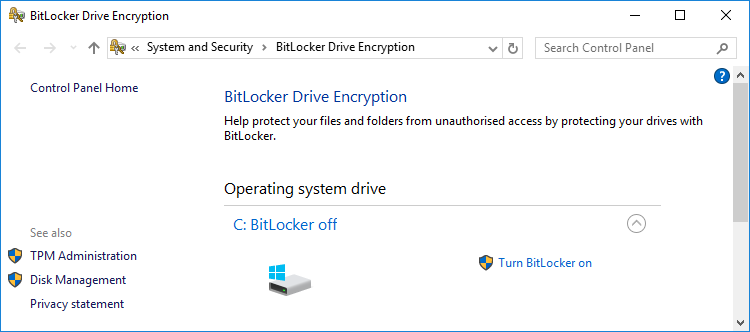 BitLocker Drive Encryption
System and Security BitLocker Drive Encryption
Search Control Panel
Control Panel Home
BitLocker Drive Encryption
Help protect your files and folders from unauthorised access by protecting your drives with
BitLocker.
Operating system drive
C: BitLocker off
Turn BitLocker on
See also
TPM Administration
Disk Management
Privacy statement